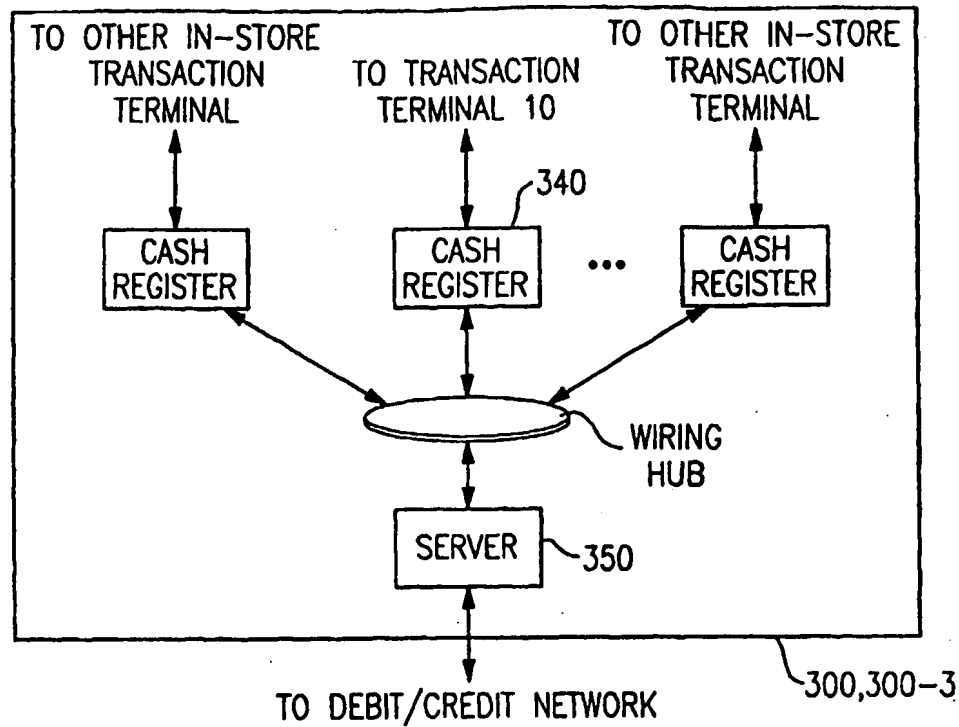 TO OTHER IN-STORE
TRANSACTION
TERMINAL
TO TRANSACTION
TERMINAL 10
TO OTHER IN-STORE
TRANSACTION
TERMINAL
340
CASH
REGISTER
CASH
REGISTER
•••
CASH
REGISTER
WIRING
HUB
SERVER
350
300,300-3
TO DEBIT/CREDIT NETWORK